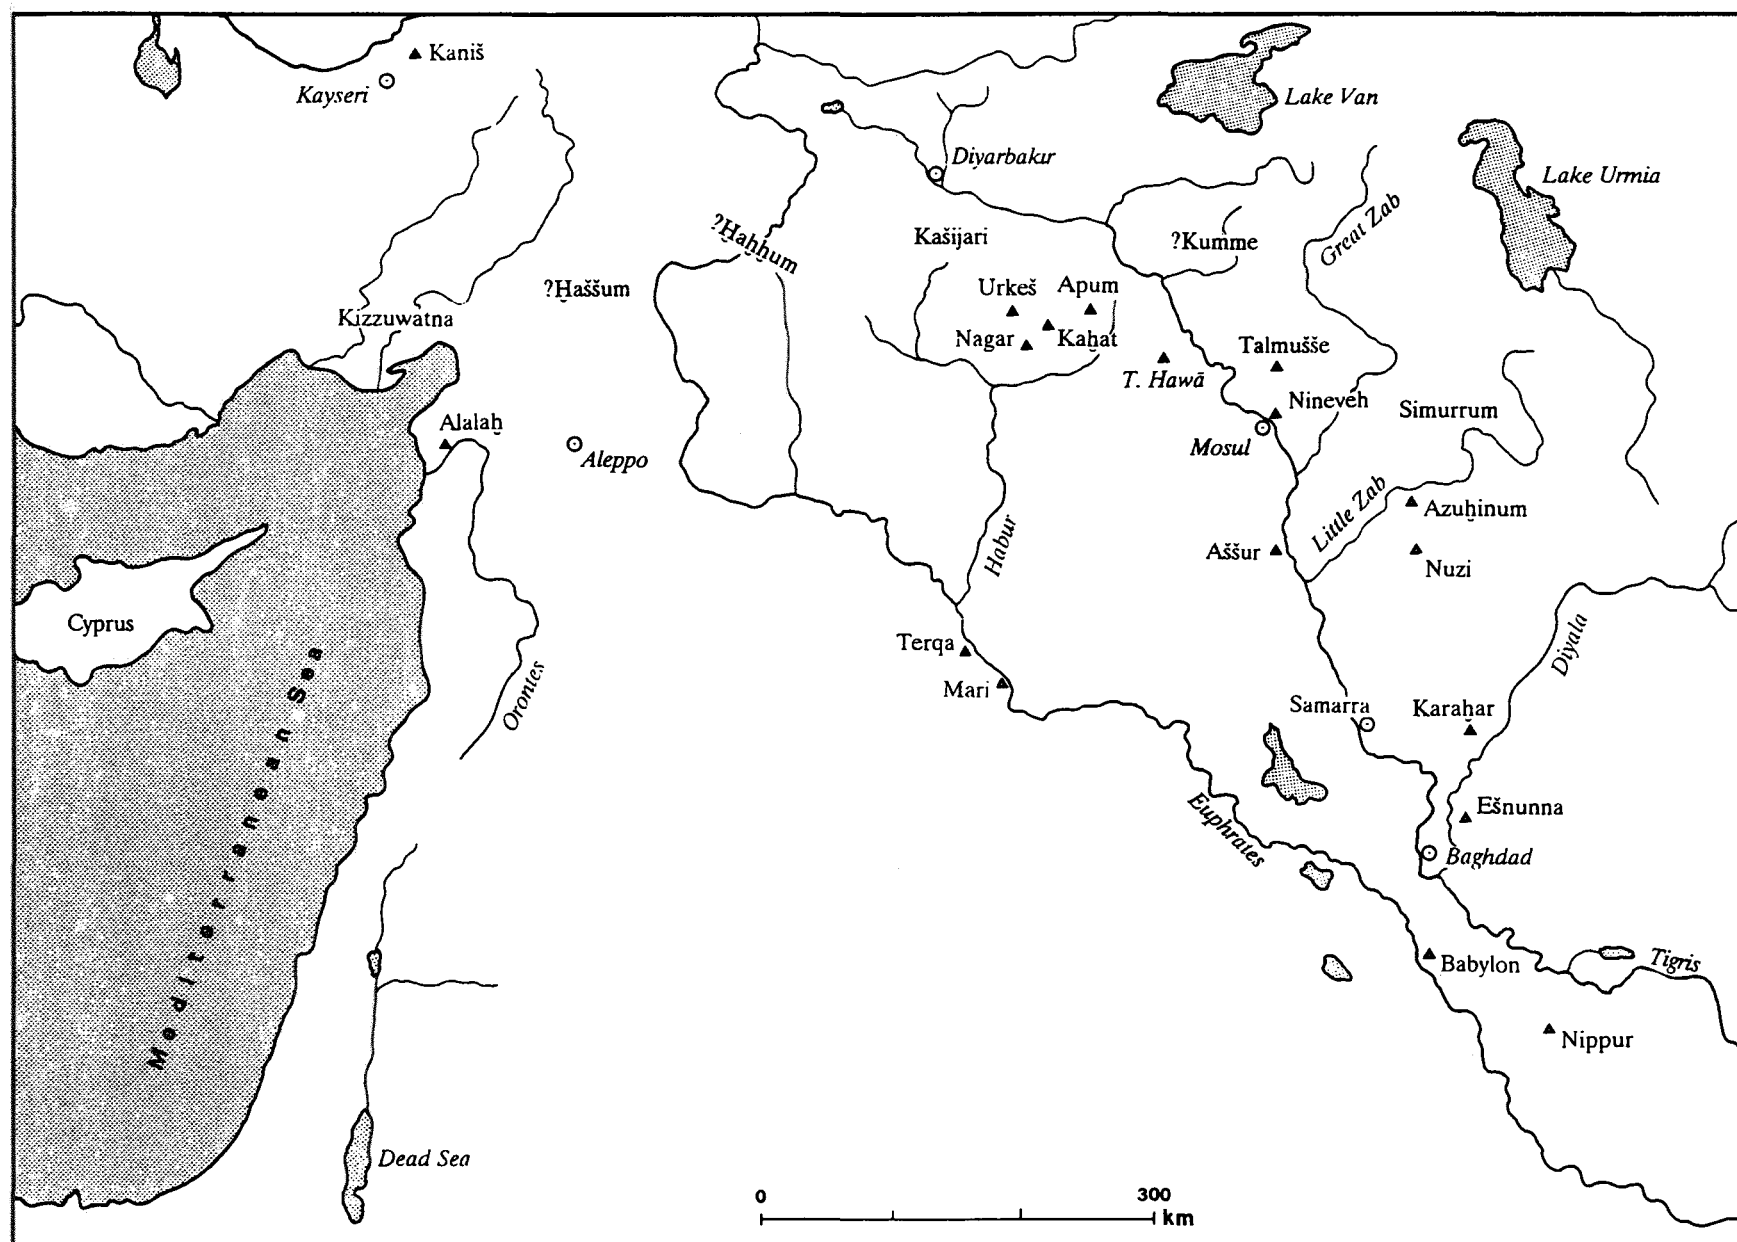 Kaniš
Kayseri
Lake Van
Diyarbakır
Lake Urmia
?Ḫaḫḫum
Kašijari
?Kumme
Great Zab
?Ḫaššum
Urkeš
Apum
Kizzuwatna
Nagar
Kaḫat
Talmušše
T. Hawā
Nineveh
Simurrum
Alalaḫ
Aleppo
Mosul
Little Zab
Azuḫinum
Habur
Aššur
Nuzi
Cyprus
Terqa
Diyala
Mari
Orontes
Mediterranean Sea
Samarra
Karaḫar
Euphrates
Ešnunna
Baghdad
Babylon
Tigris
Nippur
Dead Sea
0 300
km